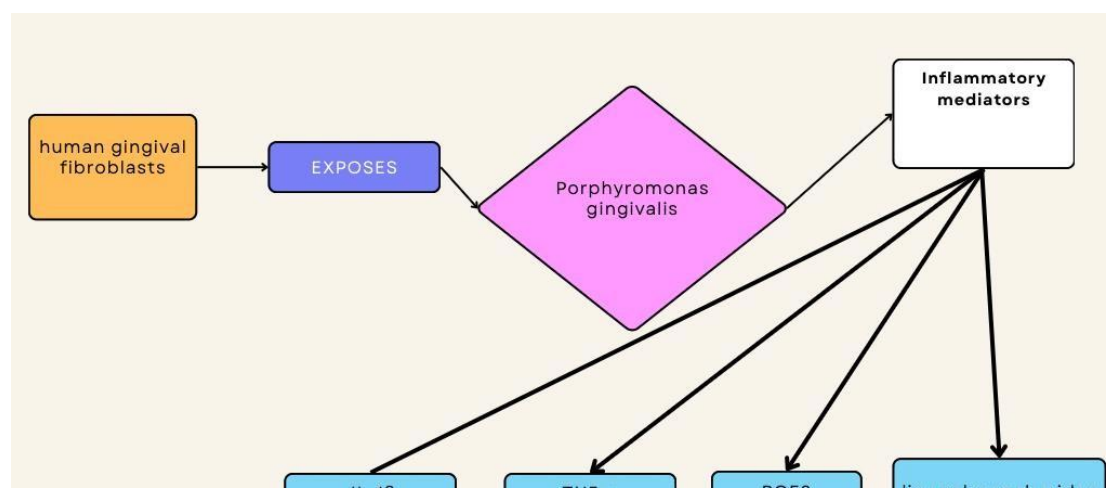 Inflammatory
mediators
human gingival
fibroblasts
EXPOSES
Porphyromonas
gingivalis